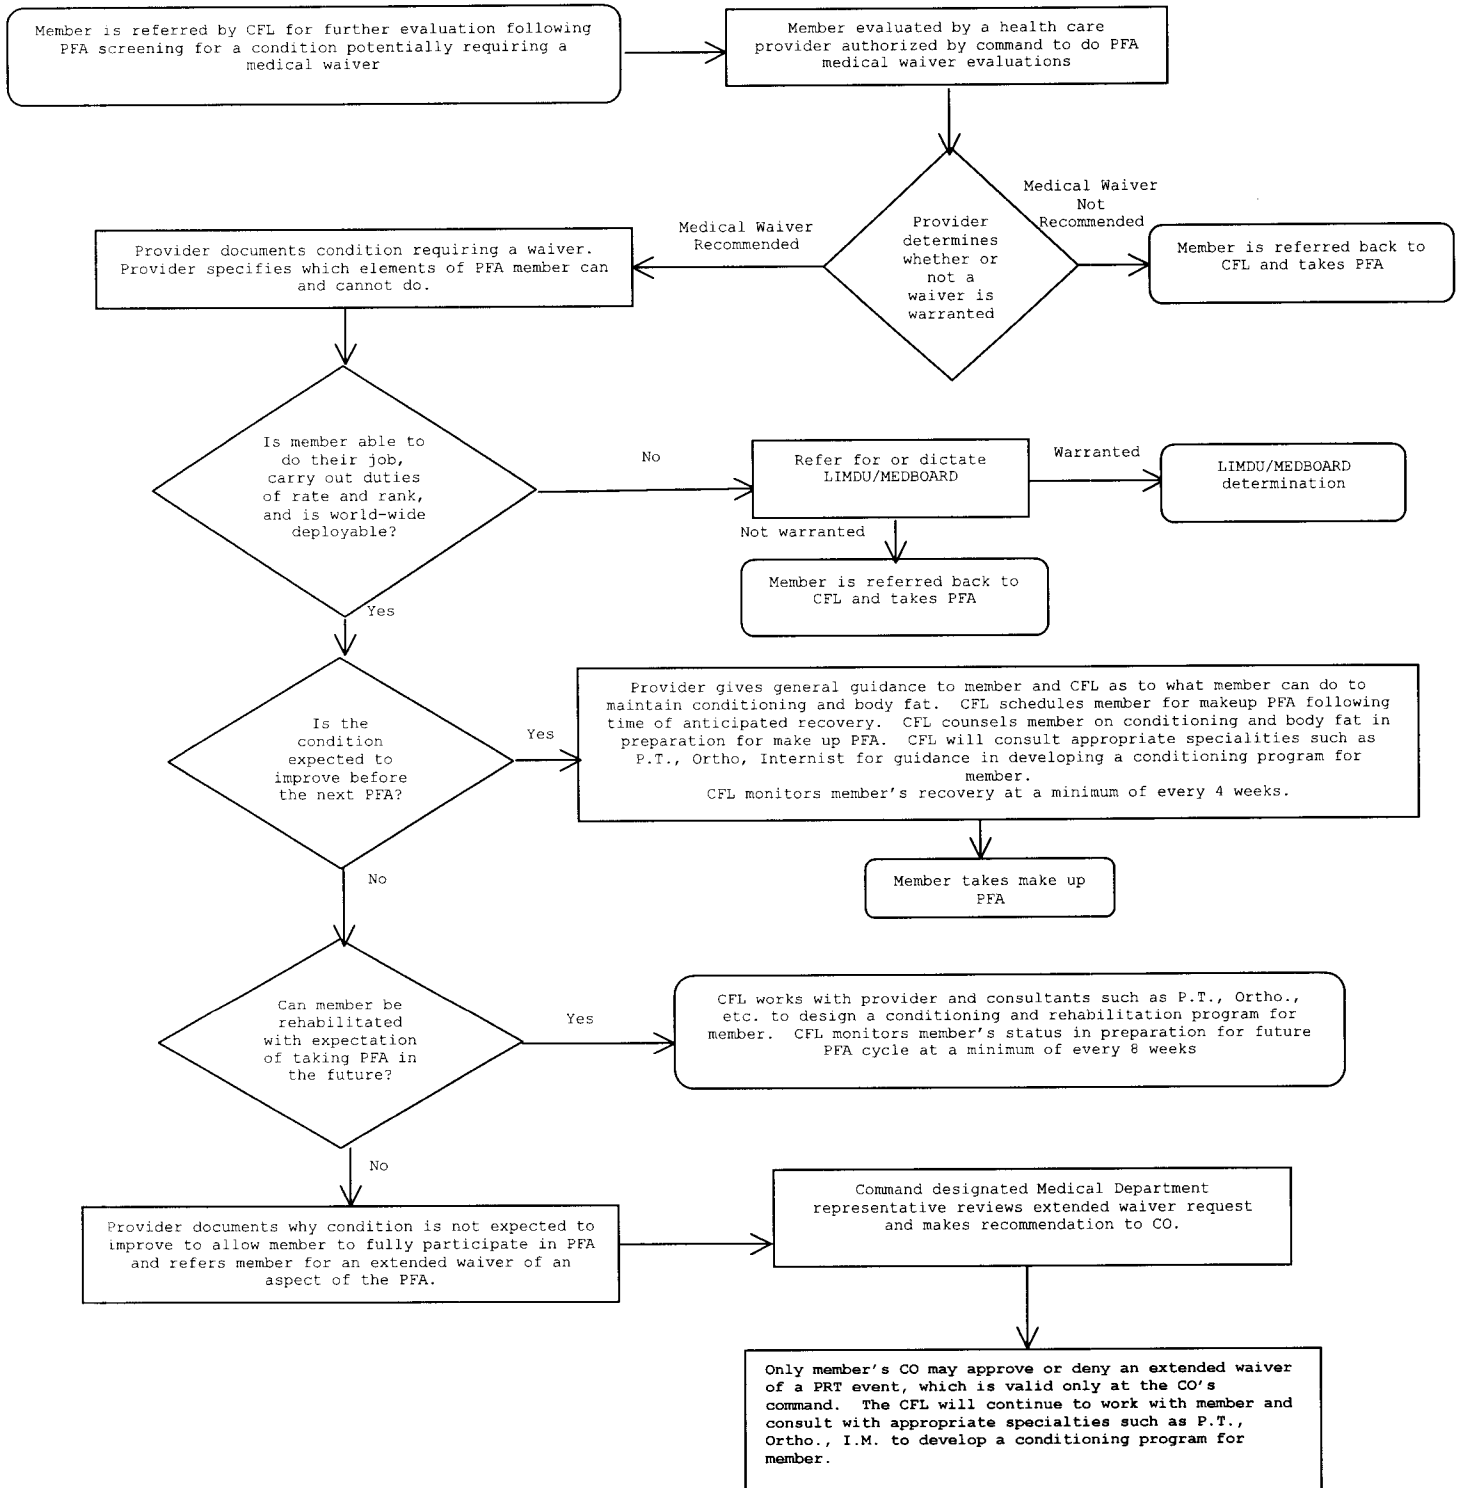 Member is referred by CFL for further evaluation following
PFA screening for a condition potentially requiring a
medical waiver
Member evaluated by a health care
provider authorized by command to do PFA
medical waiver evaluations
Provider
determines
whether or
not a
waiver is
warranted
Medical Waiver
Not
Recommended
Member is referred back to
CFL and takes PFA
Medical Waiver
Recommended
Provider documents condition requiring a waiver.
Provider specifies which elements of PFA member can
and cannot do.
Is member able to
do their job,
carry out duties
of rate and rank,
and is world-wide
deployable?
No
Refer for or dictate
LIMDU/MEDBOARD
Warranted
LIMDU/MEDBOARD
determination
Not warranted
Member is referred back to
CFL and takes PFA
Yes
Is the
condition
expected to
improve before
the next PFA?
Yes
Provider gives general guidance to member and CFL as to what member can do to
maintain conditioning and body fat. CFL schedules member for makeup PFA following
time of anticipated recovery. CFL counsels member on conditioning and body fat in
preparation for make up PFA. CFL will consult appropriate specialities such as
P.T., Ortho, Internist for guidance in developing a conditioning program for
member.
CFL monitors member's recovery at a minimum of every 4 weeks.
Member takes make up
PFA
No
Can member be
rehabilitated
with expectation
of taking PFA in
the future?
Yes
CFL works with provider and consultants such as P.T., Ortho.,
etc. to design a conditioning and rehabilitation program for
member. CFL monitors member's status in preparation for future
PFA cycle at a minimum of every 8 weeks
No
Provider documents why condition is not expected to
improve to allow member to fully participate in PFA
and refers member for an extended waiver of an
aspect of the PFA.
Command designated Medical Department
representative reviews extended waiver request
and makes recommendation to CO.
Only member's CO may approve or deny an extended waiver
of a PRT event, which is valid only at the CO's
command. The CFL will continue to work with member and
consult with appropriate specialties such as P.T.,
Ortho., I.M. to develop a conditioning program for
member.